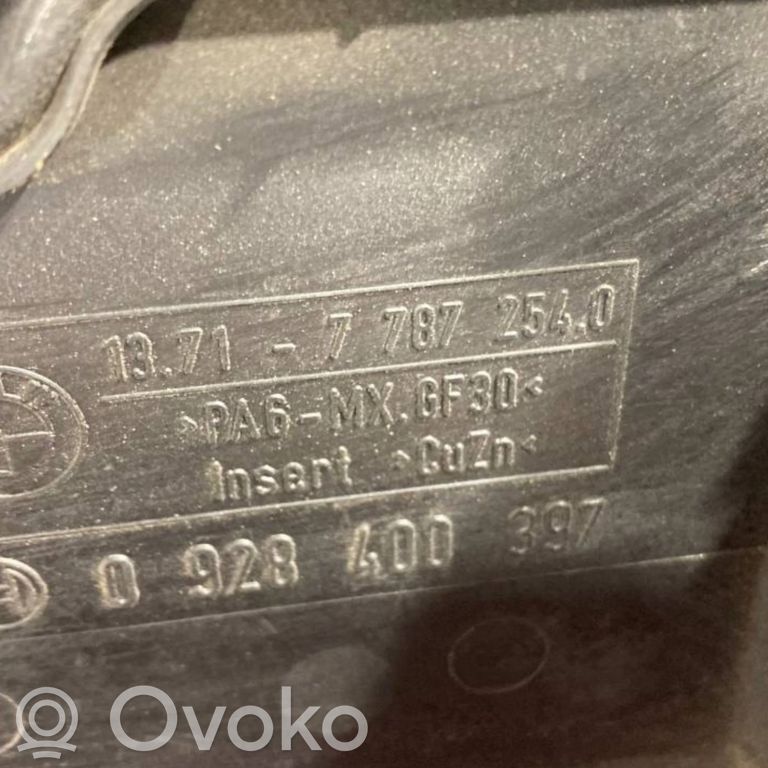 13.71 - 7 787 254.0
>PA6-MX.GF30<
Insert >CuZn<
0 928 400 397
Ovoko